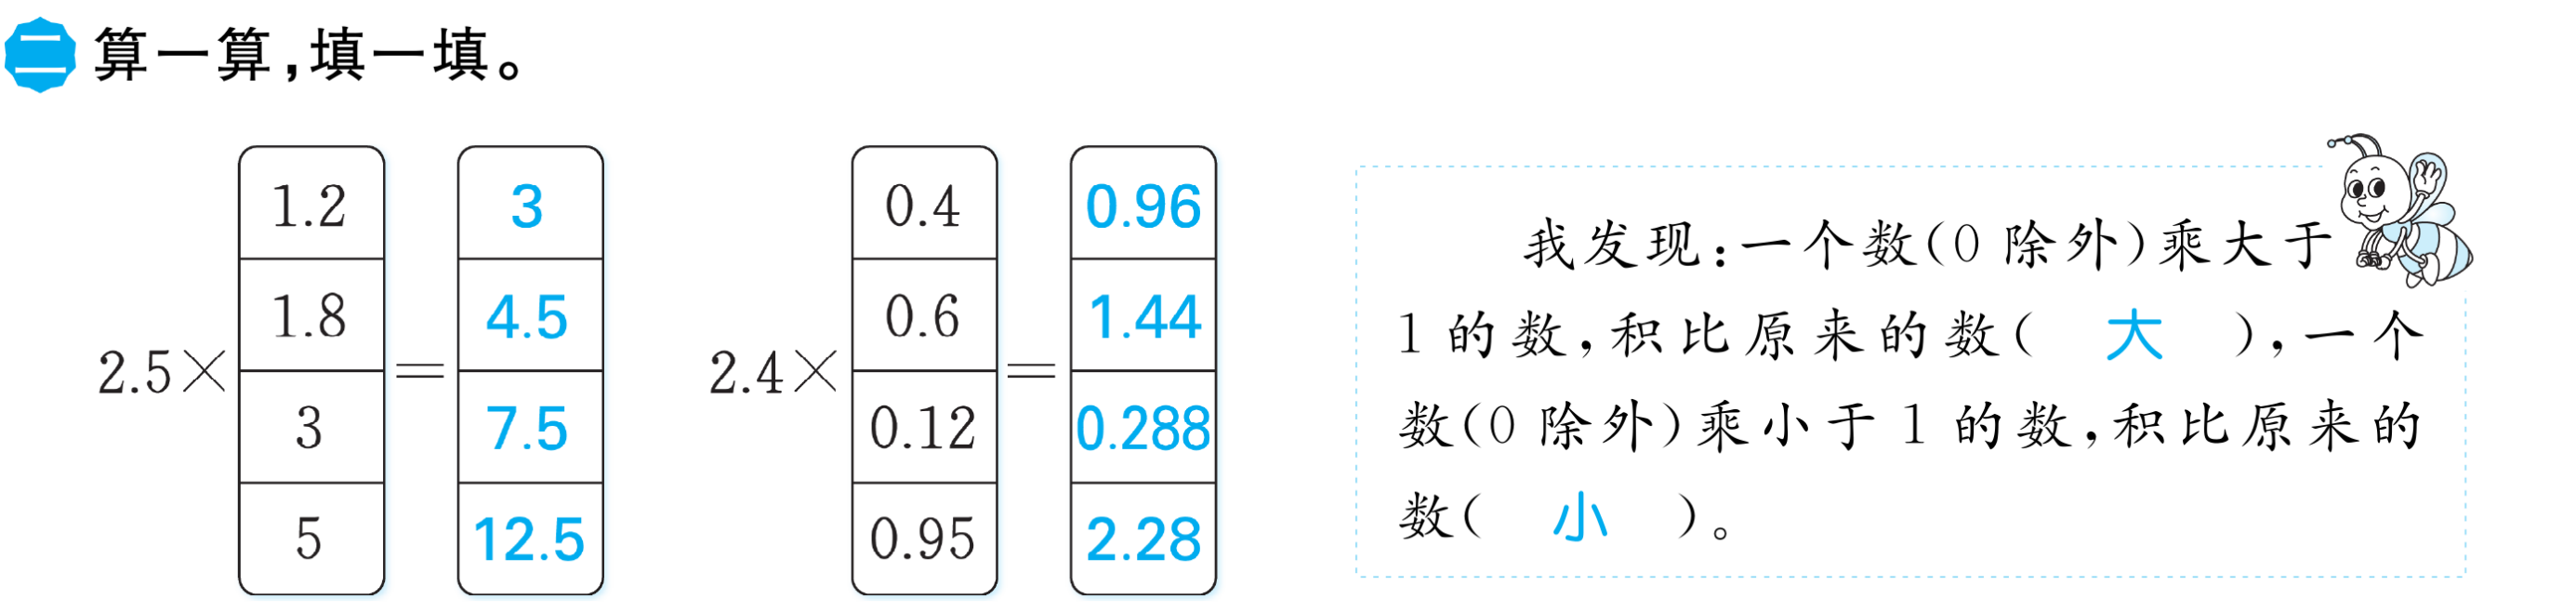 二 算一算,填一填。
2.5× 1.2 1.8 3 5 = 3 4.5 7.5 12.5
2.4× 0.4 0.6 0.12 0.95 = 0.96 1.44 0.288 2.28
我发现:一个数(0 除外)乘大于
1 的数,积比原来的数( 大 ),一个
数(0 除外)乘小于 1 的数,积比原来的
数( 小 )。